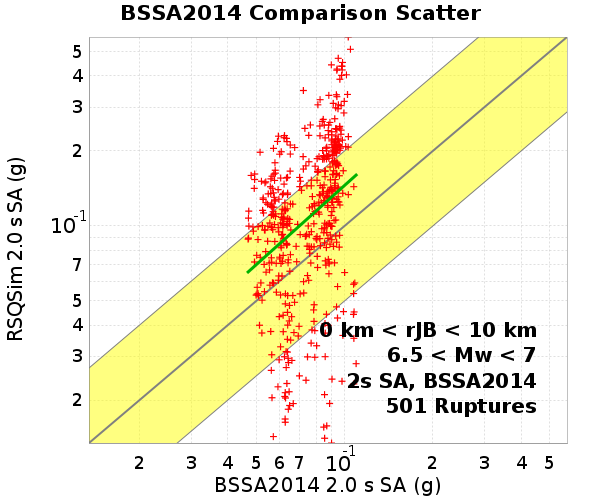 BSSA2014 Comparison Scatter
RSQSim 2.0 s SA (g)
5
4
3
2
10⁻¹
7
5
4
3
2
0 km < rJB < 10 km
6.5 < Mw < 7
2s SA, BSSA2014
501 Ruptures
2 3 4 5 6 7 10⁻¹ 2 3 4 5
BSSA2014 2.0 s SA (g)